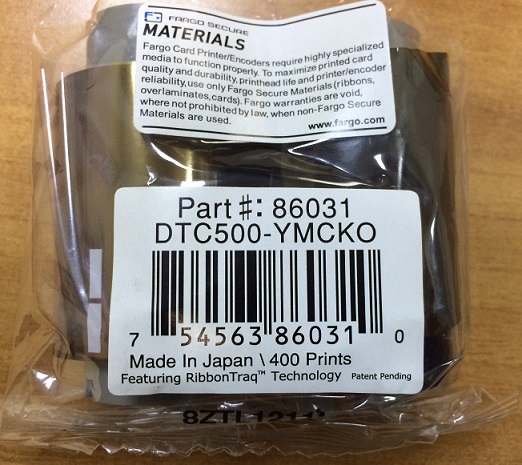 FARGO SECURE
MATERIALS
Fargo Card Printer/Encoders require highly specialized
media to function properly. To maximize printed card
quality and durability, printhead life and printer/encoder
reliability, use only Fargo Secure Materials (ribbons,
overlaminates, cards). Fargo warranties are void,
where not prohibited by law, when non-Fargo Secure
Materials are used.
www.fargo.com
Part #: 86031
DTC500-YMCKO
7 54563 86031 0
Made In Japan \ 400 Prints
Featuring RibbonTraq™ Technology Patent Pending